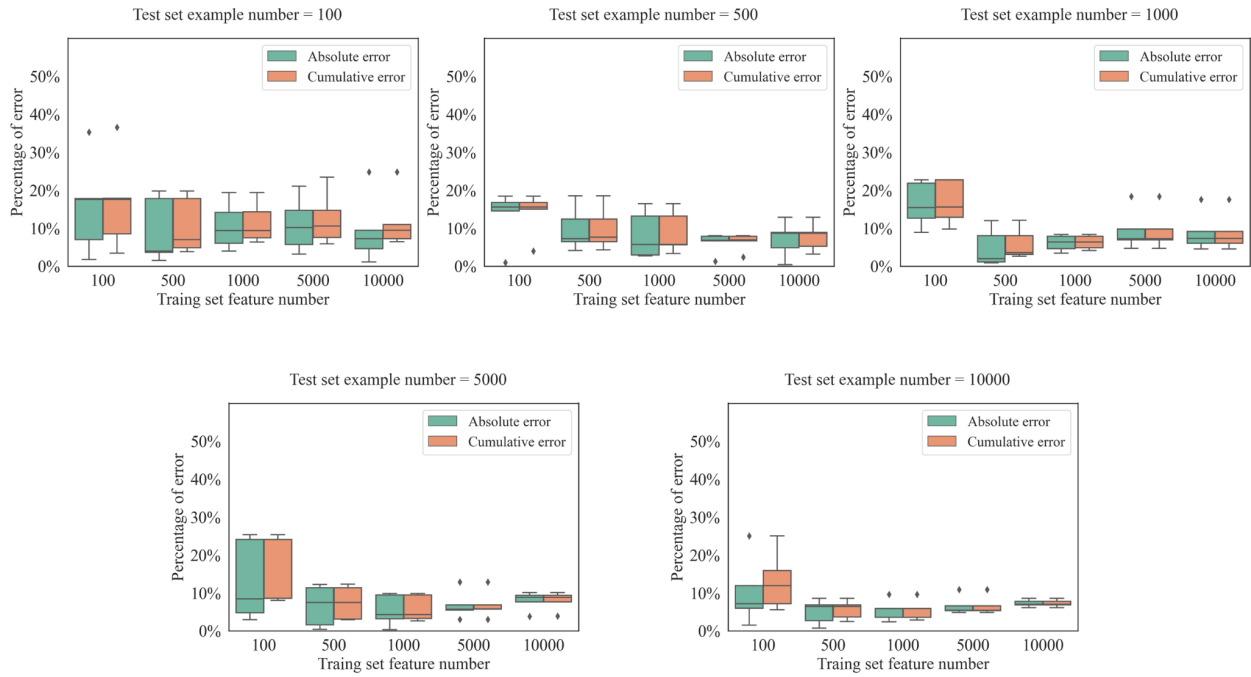 Test set example number = 100
Percentage of error
50%
40%
30%
20%
10%
0%
Absolute error
Cumulative error
100 500 1000 5000 10000
Traing set feature number
Test set example number = 500
Percentage of error
50%
40%
30%
20%
10%
0%
Absolute error
Cumulative error
100 500 1000 5000 10000
Traing set feature number
Test set example number = 1000
Percentage of error
50%
40%
30%
20%
10%
0%
Absolute error
Cumulative error
100 500 1000 5000 10000
Traing set feature number
Test set example number = 5000
Percentage of error
50%
40%
30%
20%
10%
0%
Absolute error
Cumulative error
100 500 1000 5000 10000
Traing set feature number
Test set example number = 10000
Percentage of error
50%
40%
30%
20%
10%
0%
Absolute error
Cumulative error
100 500 1000 5000 10000
Traing set feature number